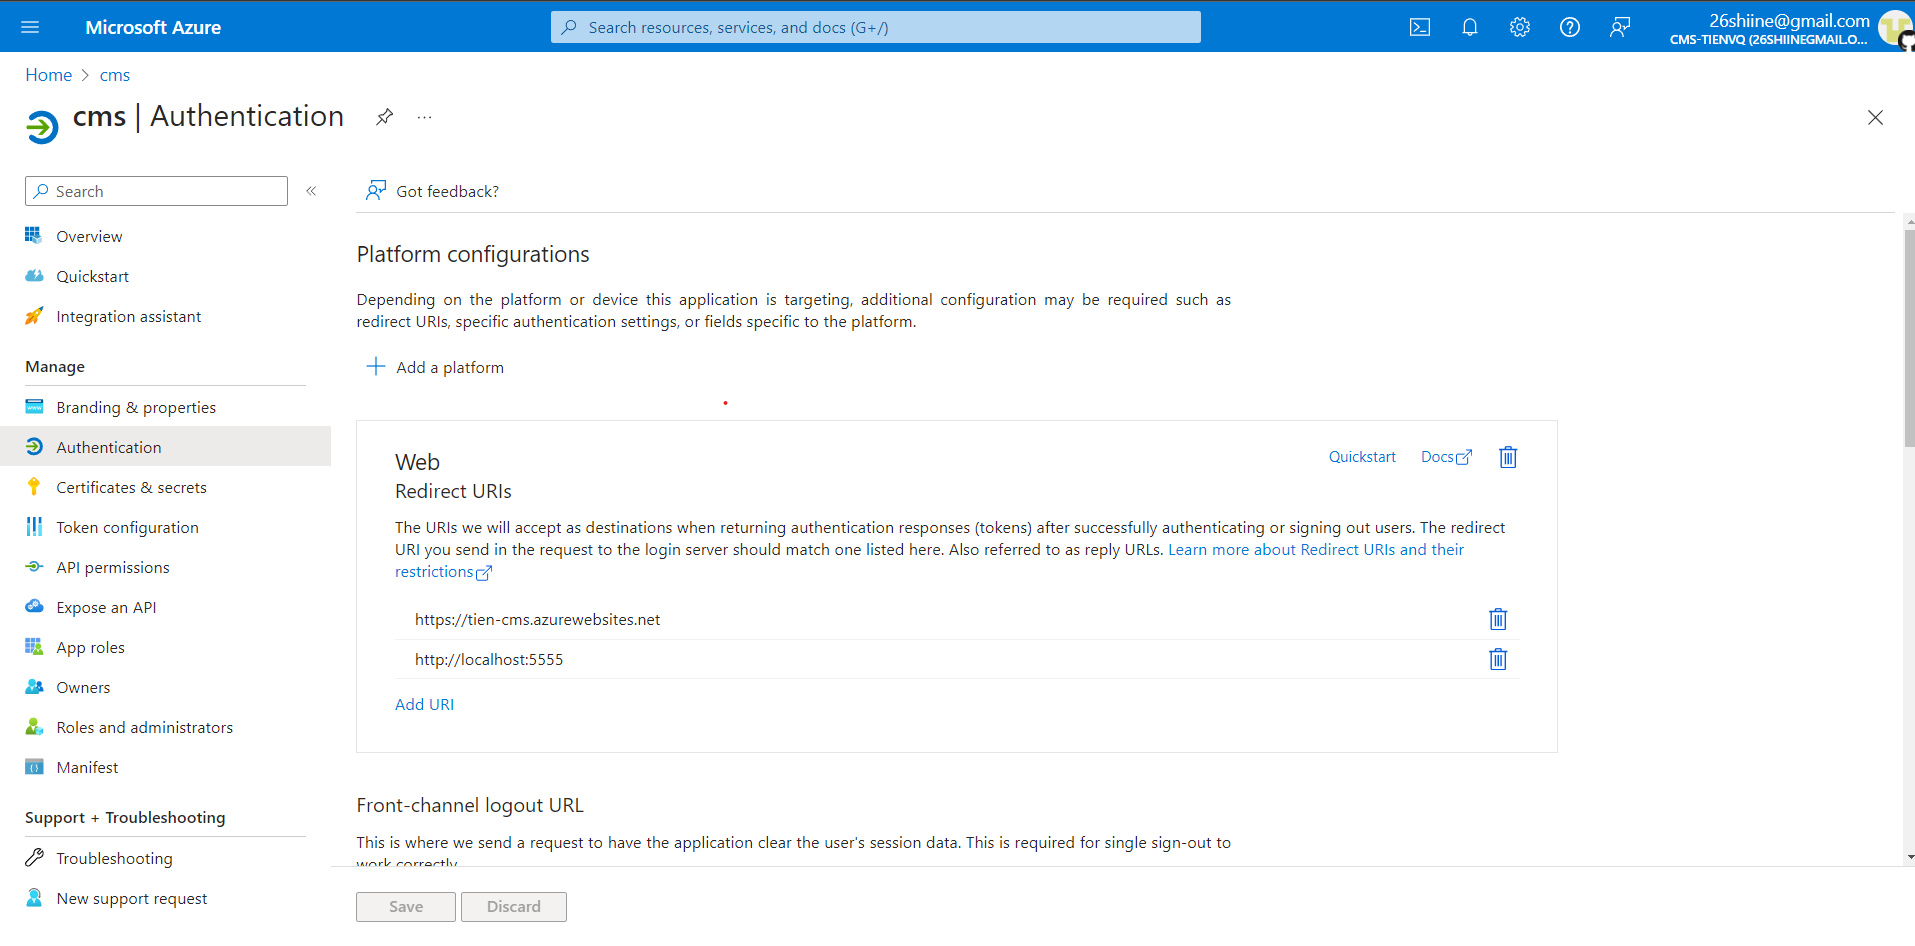 Microsoft Azure
Search resources, services, and docs (G+/)
26shiine@gmail.com
CMS-TIENVQ (26SHIINEGMAIL.O...
Home > cms
cms | Authentication
...
Search
«
Got feedback?
Overview
Quickstart
Integration assistant
Manage
Branding & properties
Authentication
Certificates & secrets
Token configuration
API permissions
Expose an API
App roles
Owners
Roles and administrators
Manifest
Support + Troubleshooting
Troubleshooting
New support request
Platform configurations
Depending on the platform or device this application is targeting, additional configuration may be required such as
redirect URIs, specific authentication settings, or fields specific to the platform.
Add a platform
Web
Quickstart
Docs
Redirect URIs
The URIs we will accept as destinations when returning authentication responses (tokens) after successfully authenticating or signing out users. The redirect
URI you send in the request to the login server should match one listed here. Also referred to as reply URLs. Learn more about Redirect URIs and their
restrictions
https://tien-cms.azurewebsites.net
http://localhost:5555
Add URI
Front-channel logout URL
This is where we send a request to have the application clear the user's session data. This is required for single sign-out to
work correctly
Save
Discard